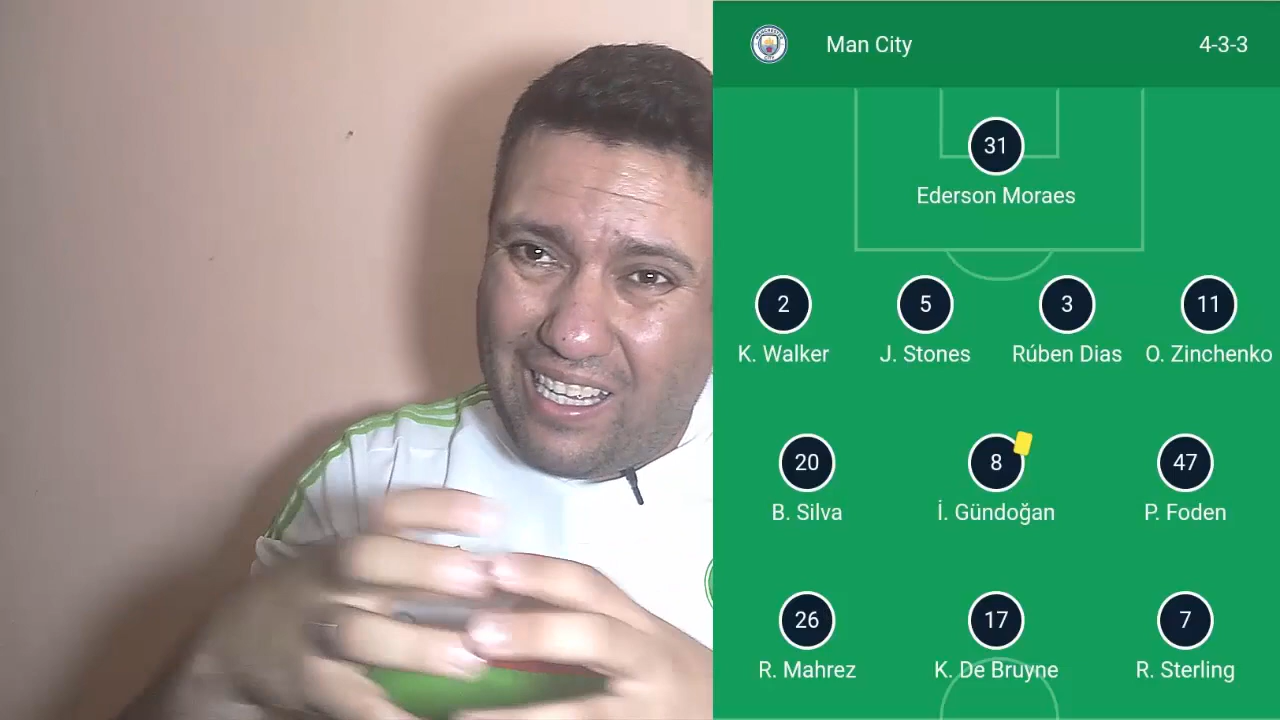 Man City 4-3-3
31
Ederson Moraes
2 5 3 11
K. Walker J. Stones Rúben Dias O. Zinchenko
20 8 47
B. Silva İ. Gündoğan P. Foden
26 17 7
R. Mahrez K. De Bruyne R. Sterling